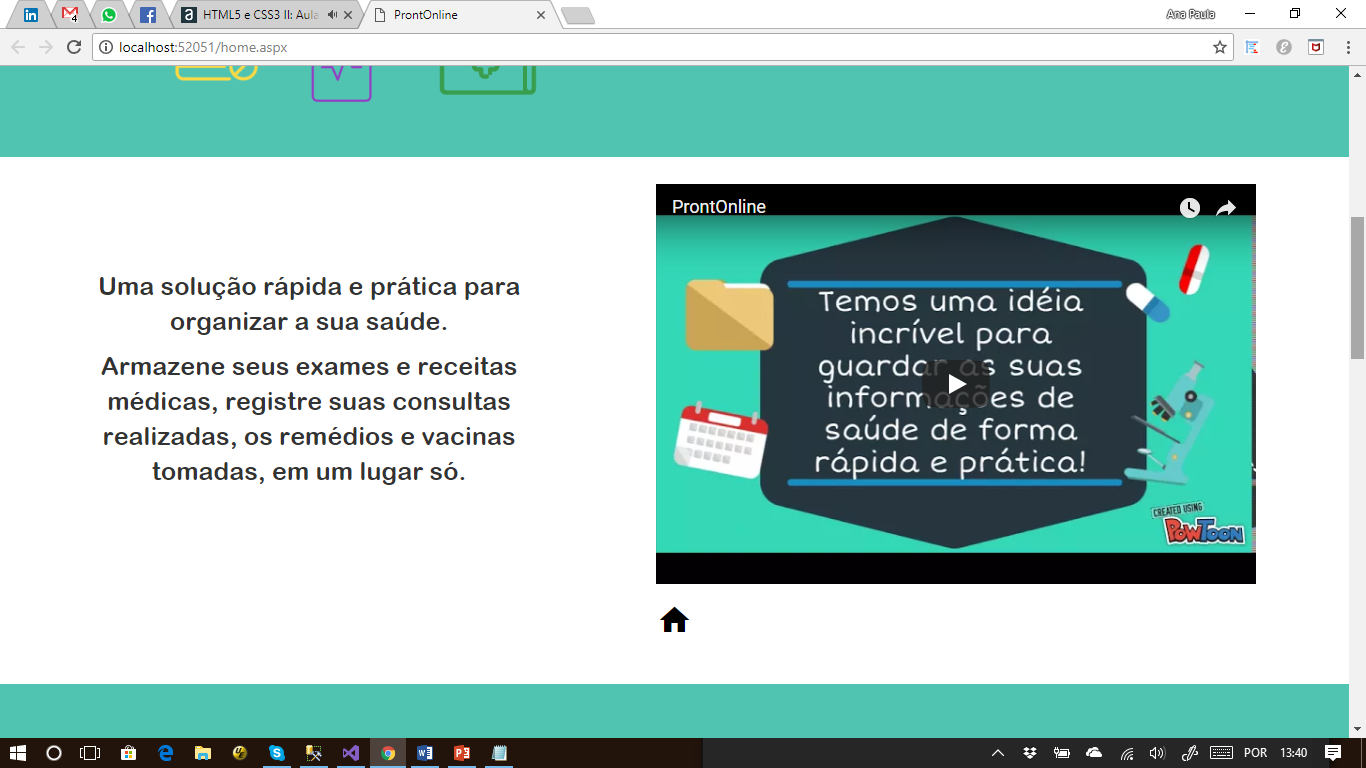 4
HTML5 e CSS3 II: Aula
ProntOnline
Ana Paula
localhost:52051/home.aspx
Uma solução rápida e prática para
organizar a sua saúde.
Armazene seus exames e receitas
médicas, registre suas consultas
realizadas, os remédios e vacinas
tomadas, em um lugar só.
ProntOnline
Temos uma idéia
incrível para
guardar as suas
informações de
saúde de forma
rápida e prática!
CREATED USING
POWTOON
POR
13:40